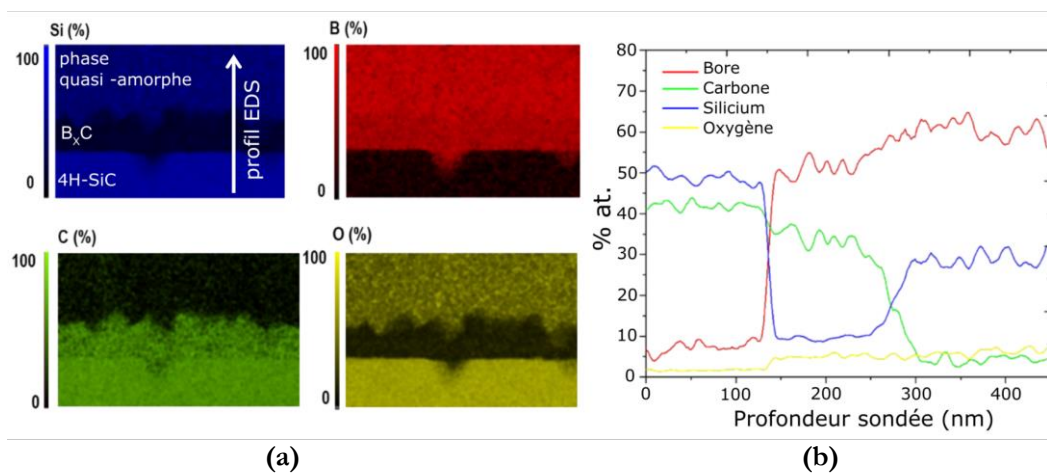 Si (%)
100
phase
quasi -amorphe
BxC
4H-SiC
0
profil EDS
B (%)
100
0
C (%)
100
0
O (%)
100
0
(a)
b)
80
70
60
50
40
30
20
10
0
% at.
Bore
Carbone
Silicium
Oxygène
0
100
200
300
400
Profondeur sondée (nm)
(b)
a)